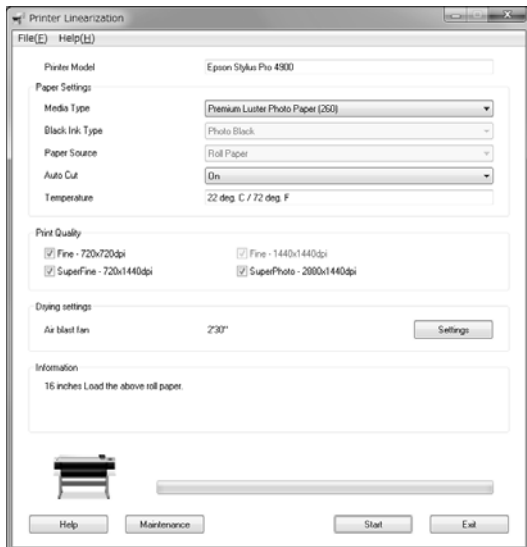 Printer Linearization
File(F) Help(H)
Printer Model Epson Stylus Pro 4900
Paper Settings
Media Type Premium Luster Photo Paper (260)
Black Ink Type Photo Black
Paper Source Roll Paper
Auto Cut On
Temperature 22 deg. C / 72 deg. F
Print Quality
Fine - 720x720dpi Fine - 1440x1440dpi
SuperFine - 720x1440dpi SuperPhoto - 2880x1440dpi
Drying settings
Air blast fan 2'30" Settings
Information
16 inches Load the above roll paper.
Help Maintenance Start Exit